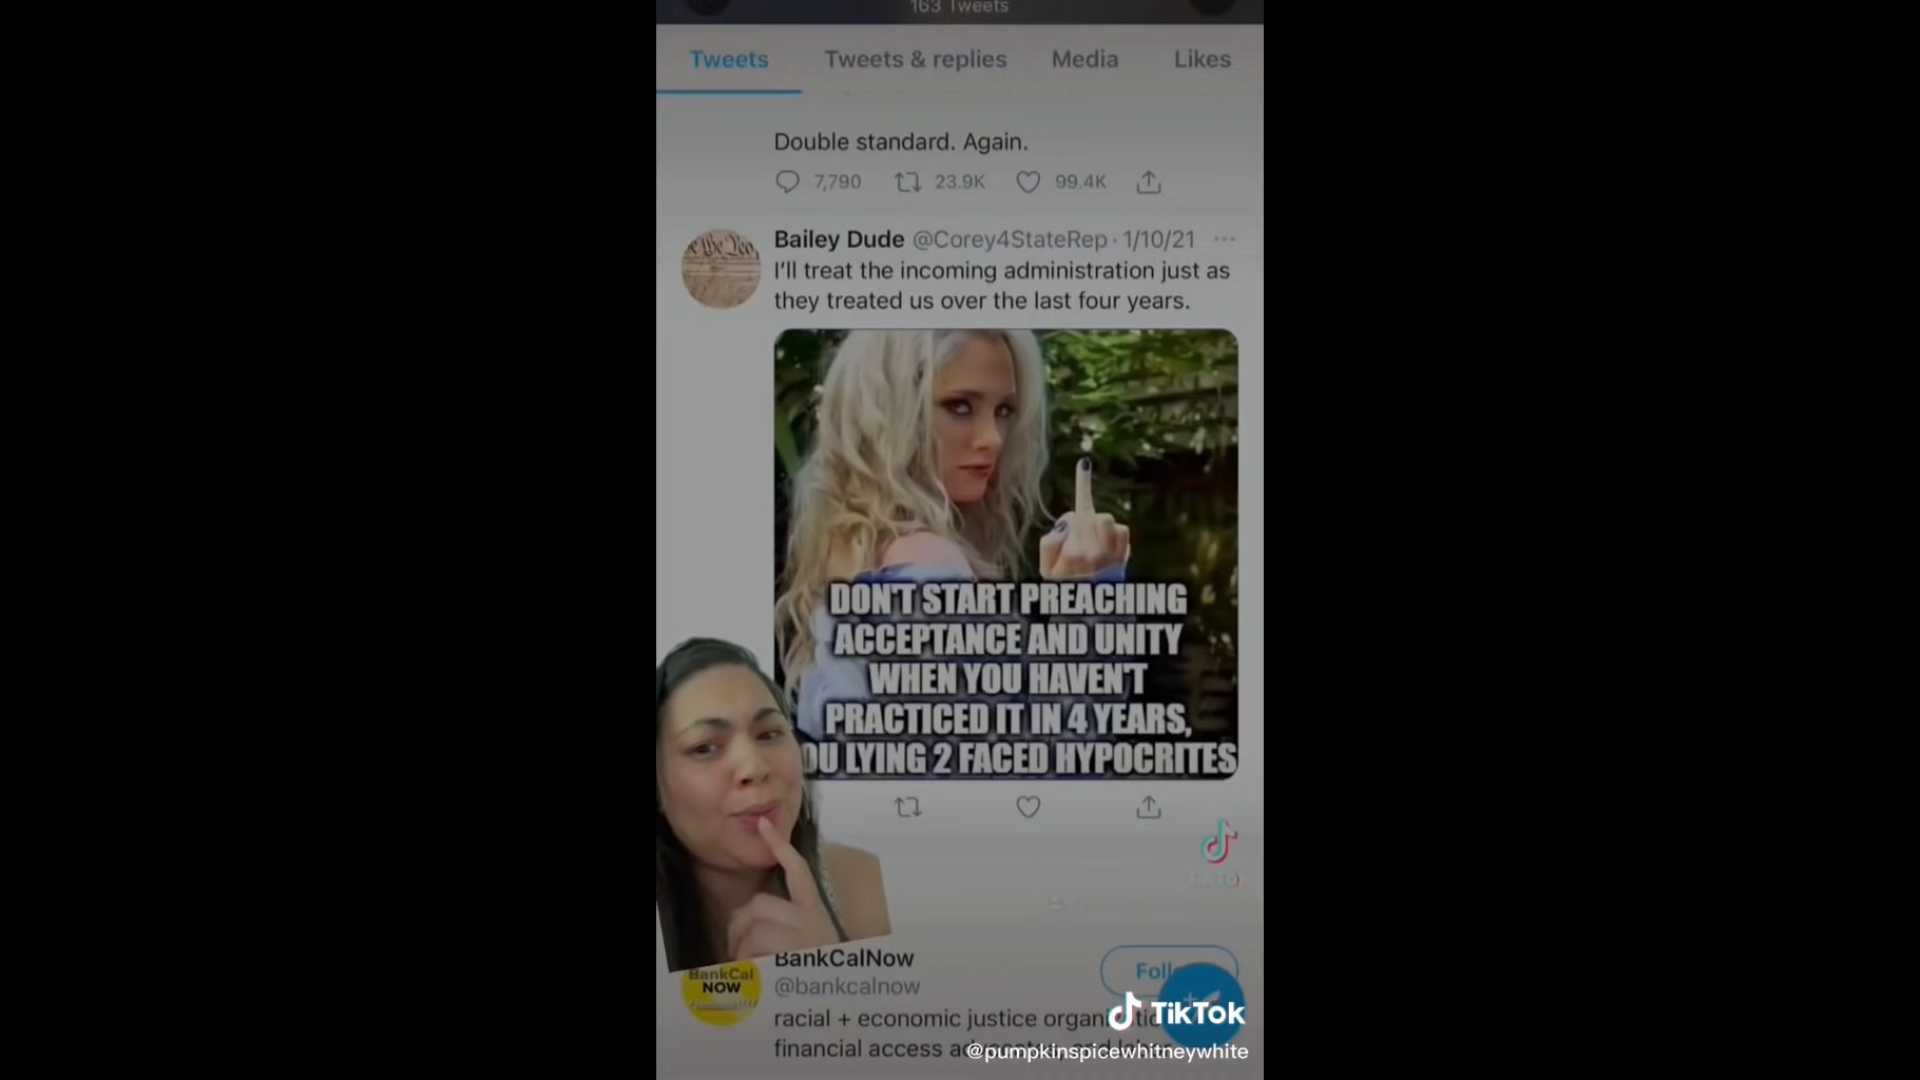 163 Tweets
Tweets Tweets & replies Media Likes
Double standard. Again.
7,790 23.9K 99.4K
Bailey Dude @Corey4StateRep · 1/10/21 ...
I'll treat the incoming administration just as
they treated us over the last four years.
DON'T START PREACHING
ACCEPTANCE AND UNITY
WHEN YOU HAVEN'T
PRACTICED IT IN 4 YEARS,
OU LYING 2 FACED HYPOCRITES
BankCalNow
@bankcalnow
BankCal
NOW
racial + economic justice
financial access
TikTok
@pumpkinspicewhitneywhite